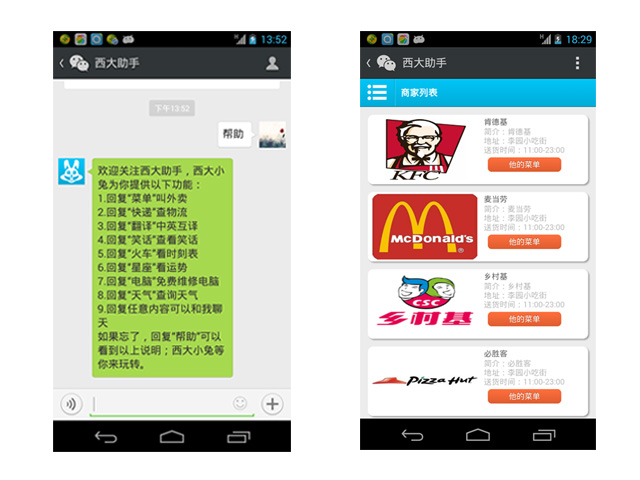 13:52
西大助手
下午13:52
帮助
欢迎关注西大助手，西大小
兔为你提供以下功能：
1.回复"菜单"叫外卖
2.回复"快递"查物流
3.回复"翻译"中英互译
4.回复"笑话"查看笑话
5.回复"火车"看时刻表
6.回复"星座"看运势
7.回复"电脑"免费维修电脑
8.回复"天气"查询天气
9.回复任意内容可以和我聊
天
如果忘了，回复"帮助"可以
看到以上说明；西大小兔等
你来玩转。
18:29
西大助手
商家列表
KFC
肯德基
简介：肯德基
地址：李园小吃街
送货时间：11:00-23:00
他的菜单
McDonald's
麦当劳
简介：麦当劳
地址：李园小吃街
送货时间：11:00-23:00
他的菜单
CSC
乡村基
乡村基
简介：乡村基
地址：李园小吃街
送货时间：11:00-23:00
他的菜单
Pizza Hut
必胜客
简介：必胜客
地址：李园小吃街
送货时间：11:00-23:00
他的菜单